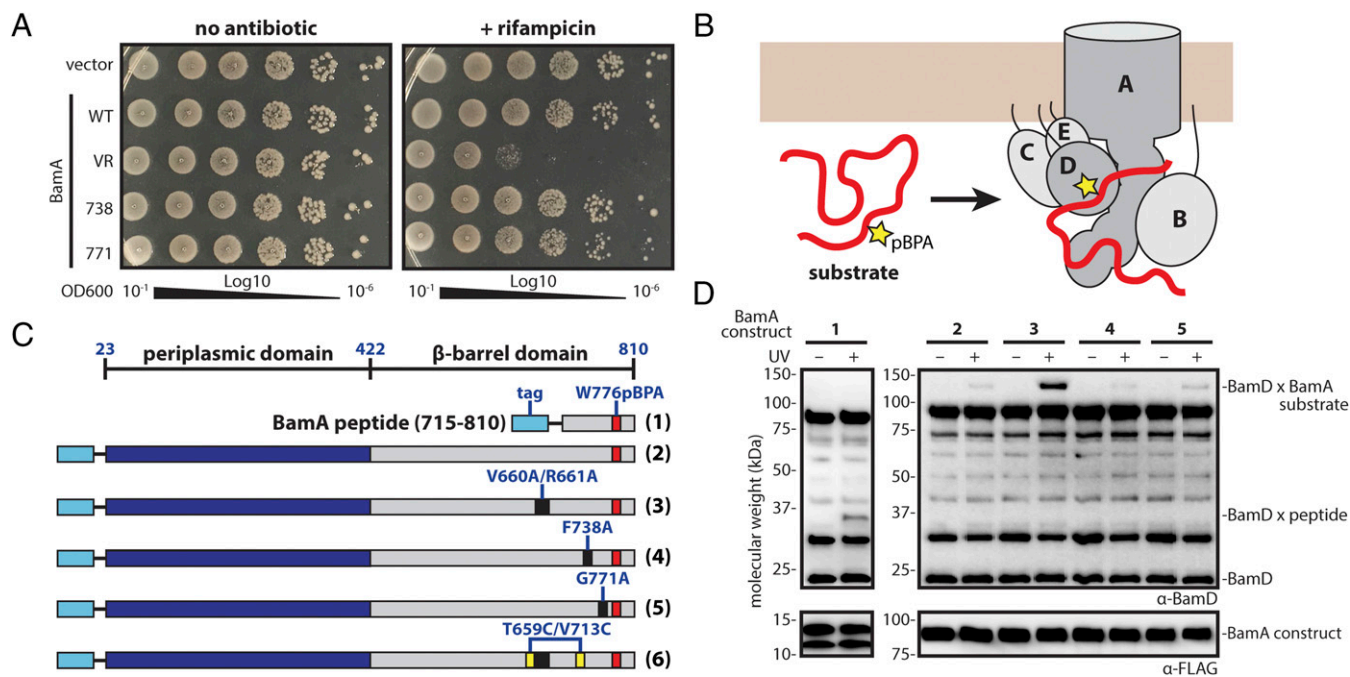 A
no antibiotic
+ rifampicin
vector
BamA
WT
VR
738
771
OD600
10-1
Log10
10-6
10-1
Log10
10-6
B
A
E
C
D
B
pBPA
substrate
C
23
periplasmic domain
422
β-barrel domain
810
tag
W776pBPA
BamA peptide (715-810)
(1)
(2)
V660A/R661A
(3)
F738A
(4)
G771A
(5)
T659C/V713C
(6)
D
BamA
construct
1
2
3
4
5
UV
−
+
−
+
−
+
−
+
−
+
molecular weight (kDa)
150-
100-
75-
50-
37-
25-
15-
10-
150-
100-
75-
50-
37-
25-
100-
75-
-BamD x BamA
substrate
-BamD x peptide
-BamD
α-BamD
-BamA construct
α-FLAG